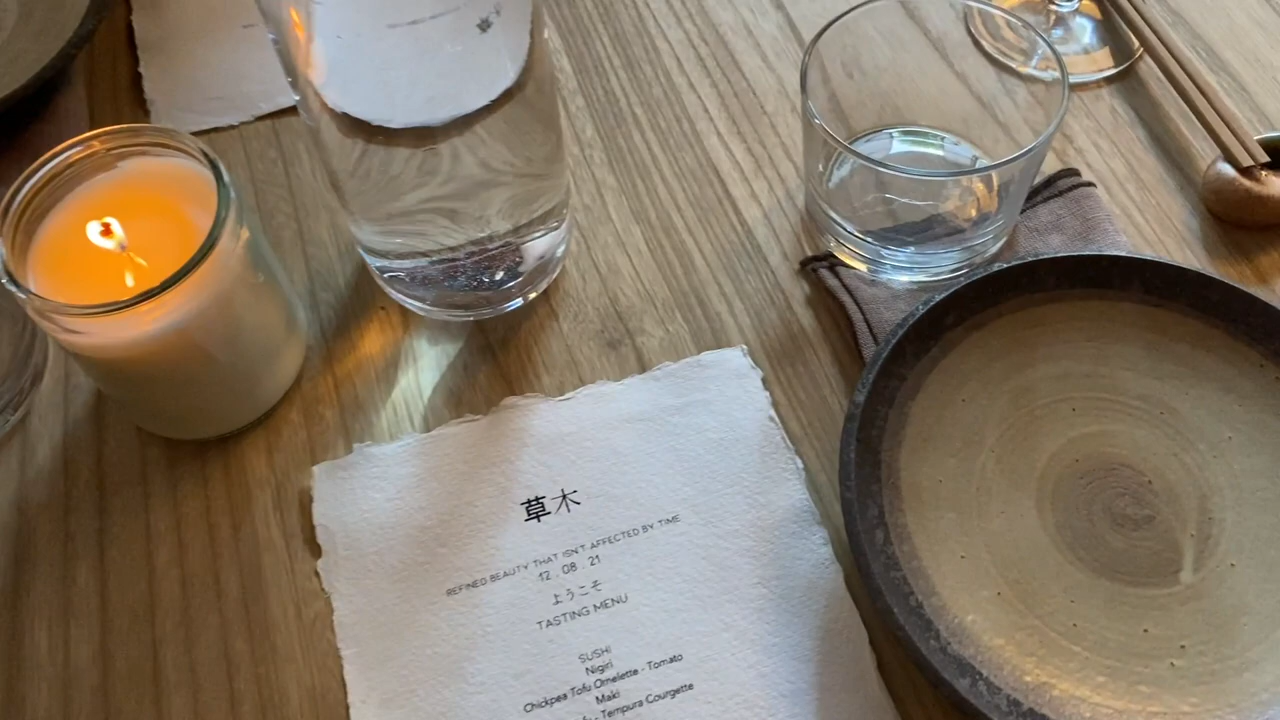 草木
REFINED BEAUTY THAT ISN'T AFFECTED BY TIME
12 . 08 . 21
ようこそ
TASTING MENU
SUSHI
Nigiri
Chickpea Tofu Omelette - Tomato
Maki
- Tempura Courgette